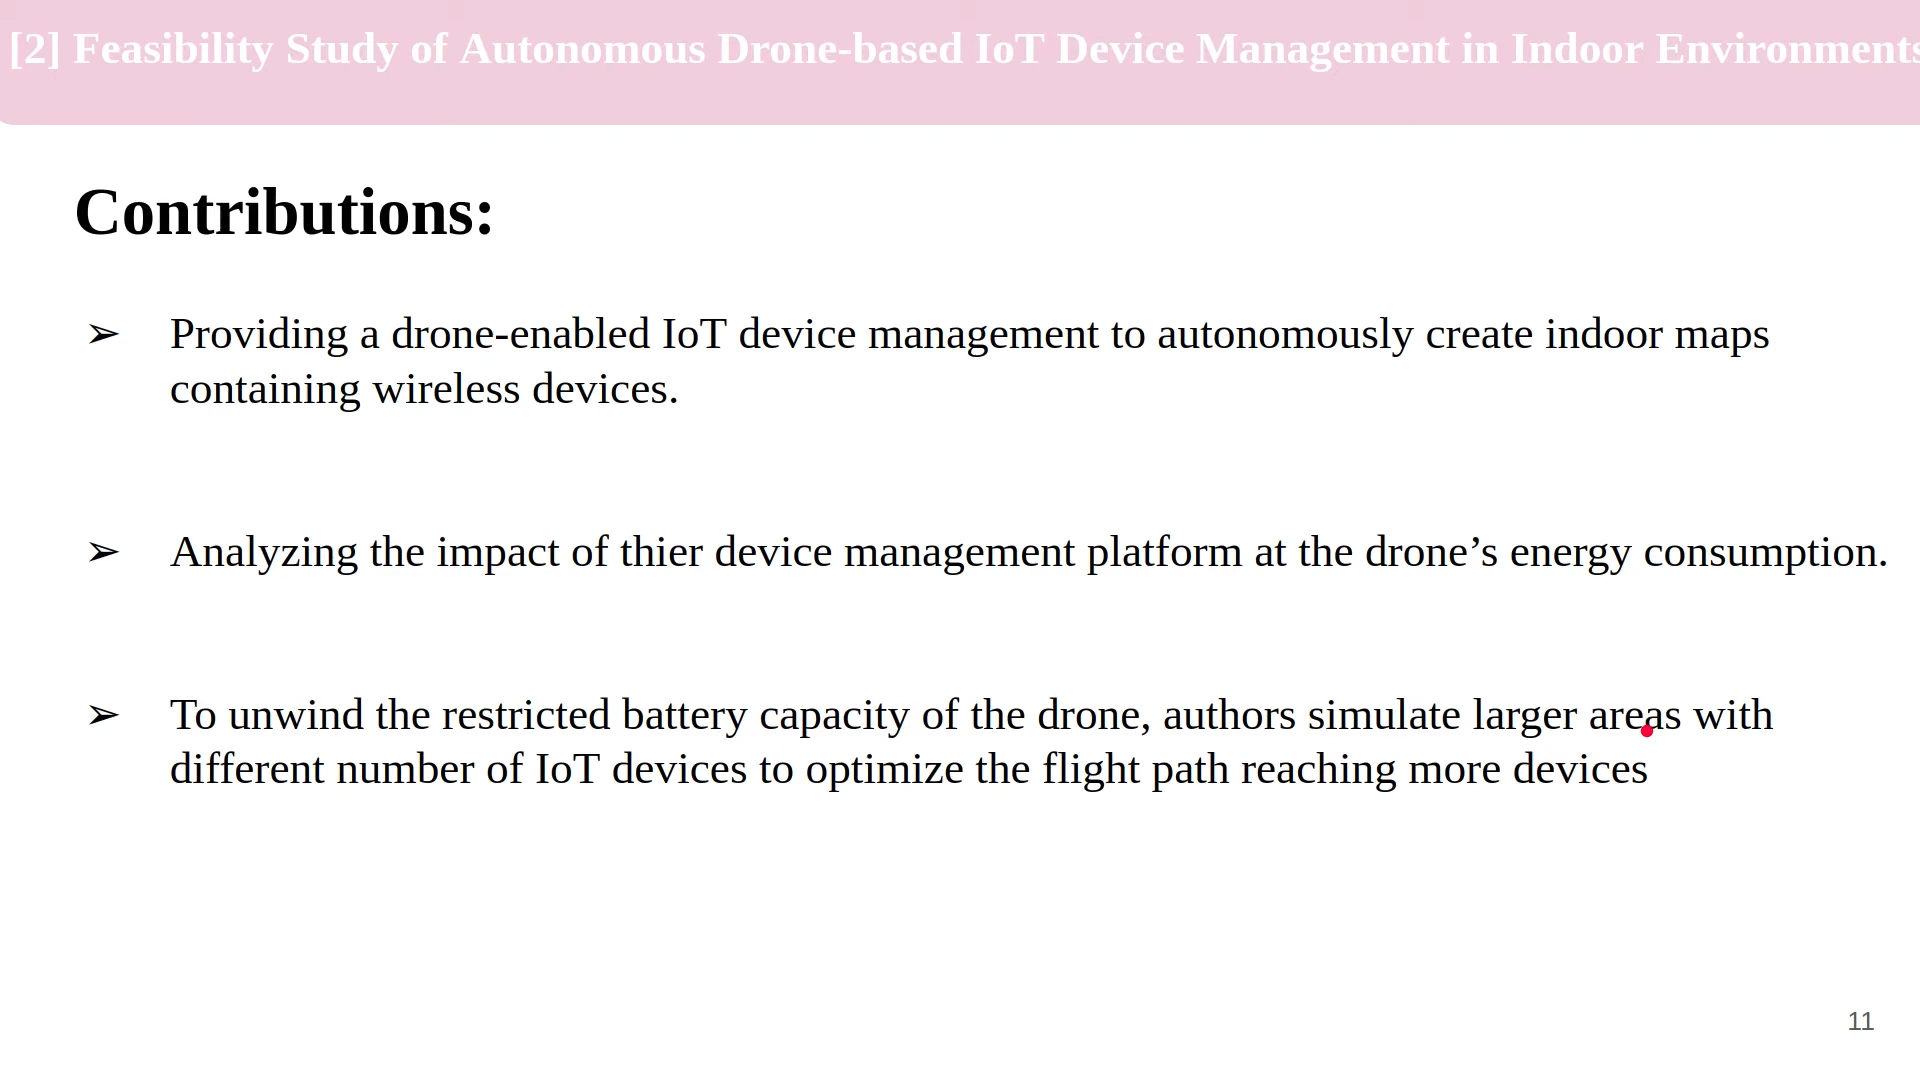 [2] Feasibility Study of Autonomous Drone-based IoT Device Management in Indoor Environments
Contributions:
➢ Providing a drone-enabled IoT device management to autonomously create indoor maps
containing wireless devices.
➢ Analyzing the impact of thier device management platform at the drone’s energy consumption.
➢ To unwind the restricted battery capacity of the drone, authors simulate larger areas with
different number of IoT devices to optimize the flight path reaching more devices
11